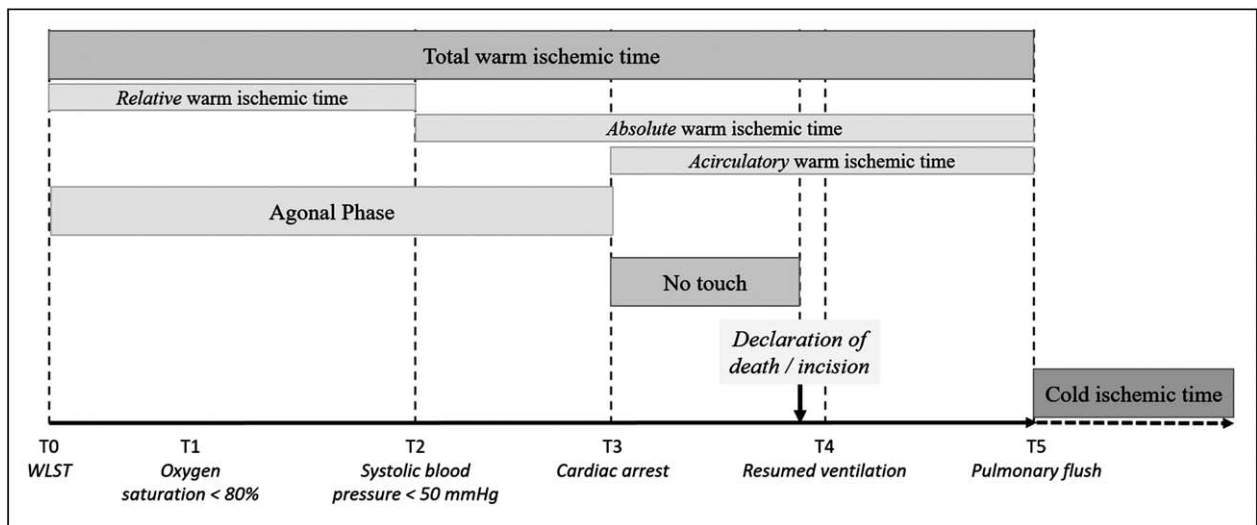 Total warm ischemic time
Relative warm ischemic time
Absolute warm ischemic time
Acirculatory warm ischemic time
Agonal Phase
No touch
Declaration of
death / incision
Cold ischemic time
T0
T1
T2
T3
T4
T5
WLST
Oxygen
saturation < 80%
Systolic blood
pressure < 50 mmHg
Cardiac arrest
Resumed ventilation
Pulmonary flush